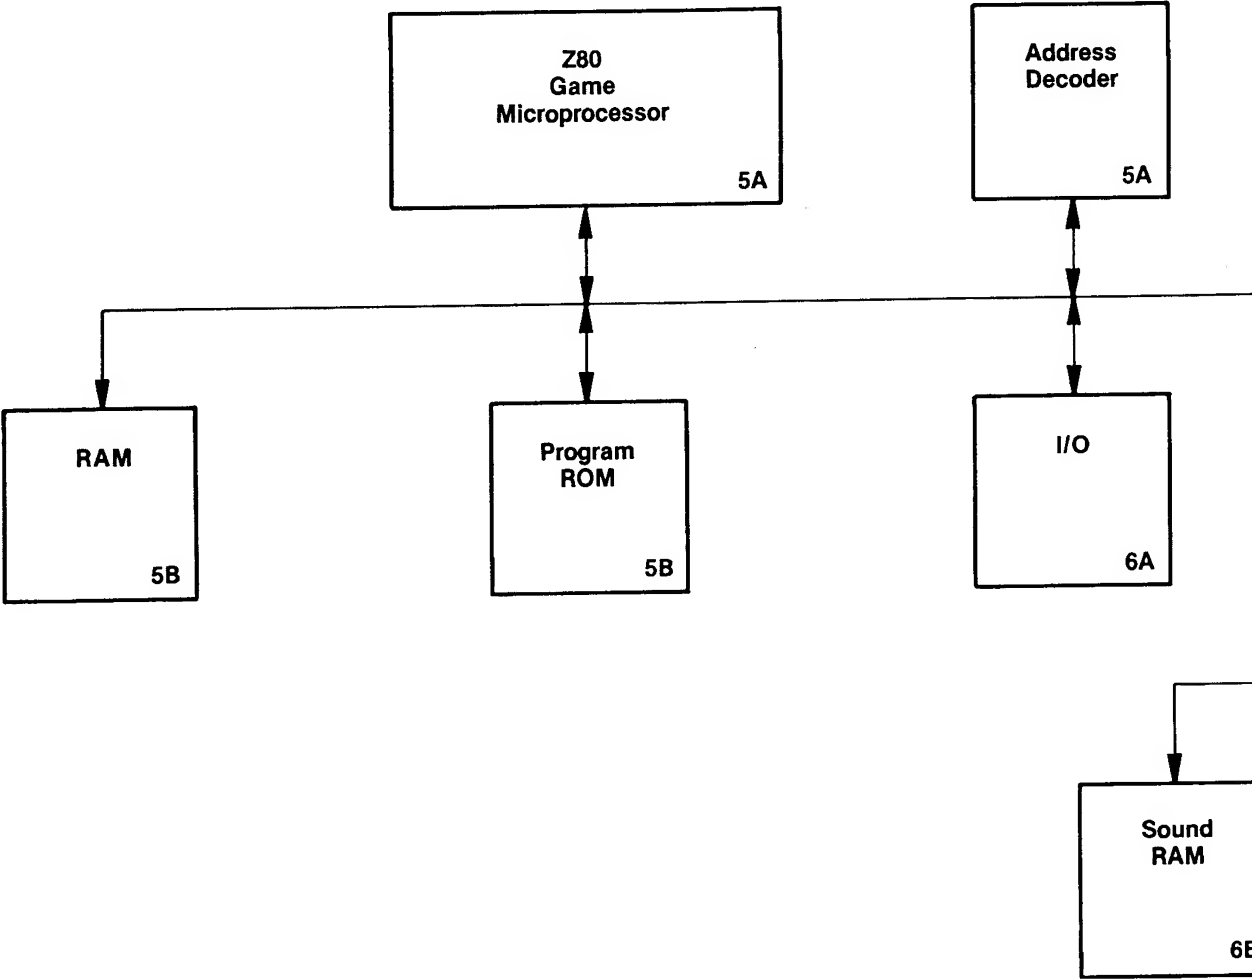 Z80
Game
Microprocessor
5A
Address
Decoder
5A
RAM
5B
Program
ROM
5B
I/O
6A
Sound
RAM